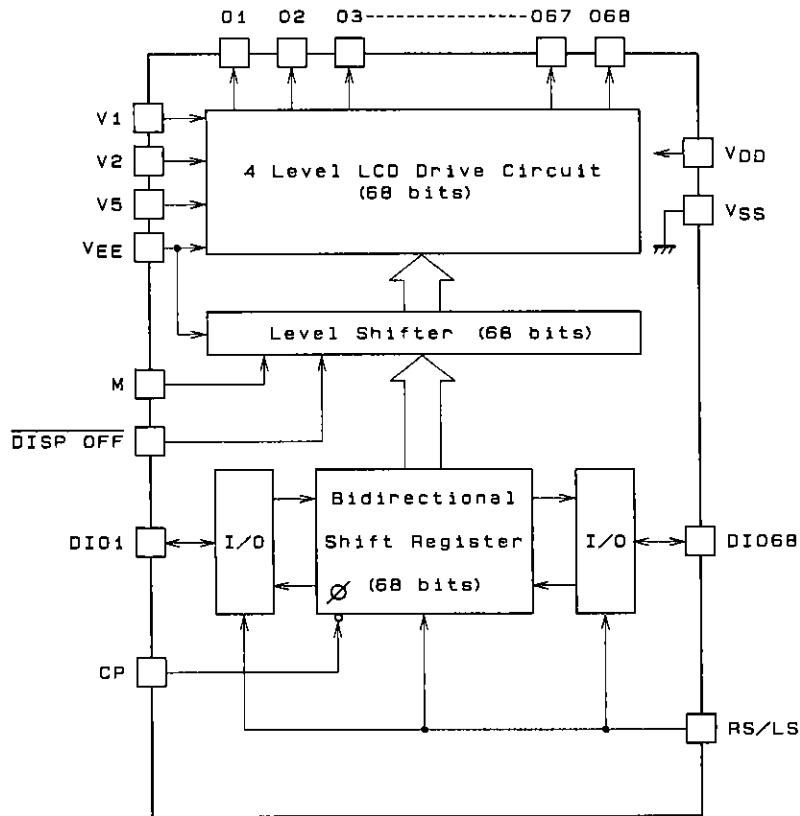 O1 O2 O3 O67 O68
V1
V2
V5
VEE
4 Level LCD Drive Circuit
(68 bits)
VDD
VSS
Level Shifter (68 bits)
M
DISP OFF
DIO1
I/O
Bidirectional
Shift Register
(68 bits)
I/O
DIO68
ø
CP
RS/LS